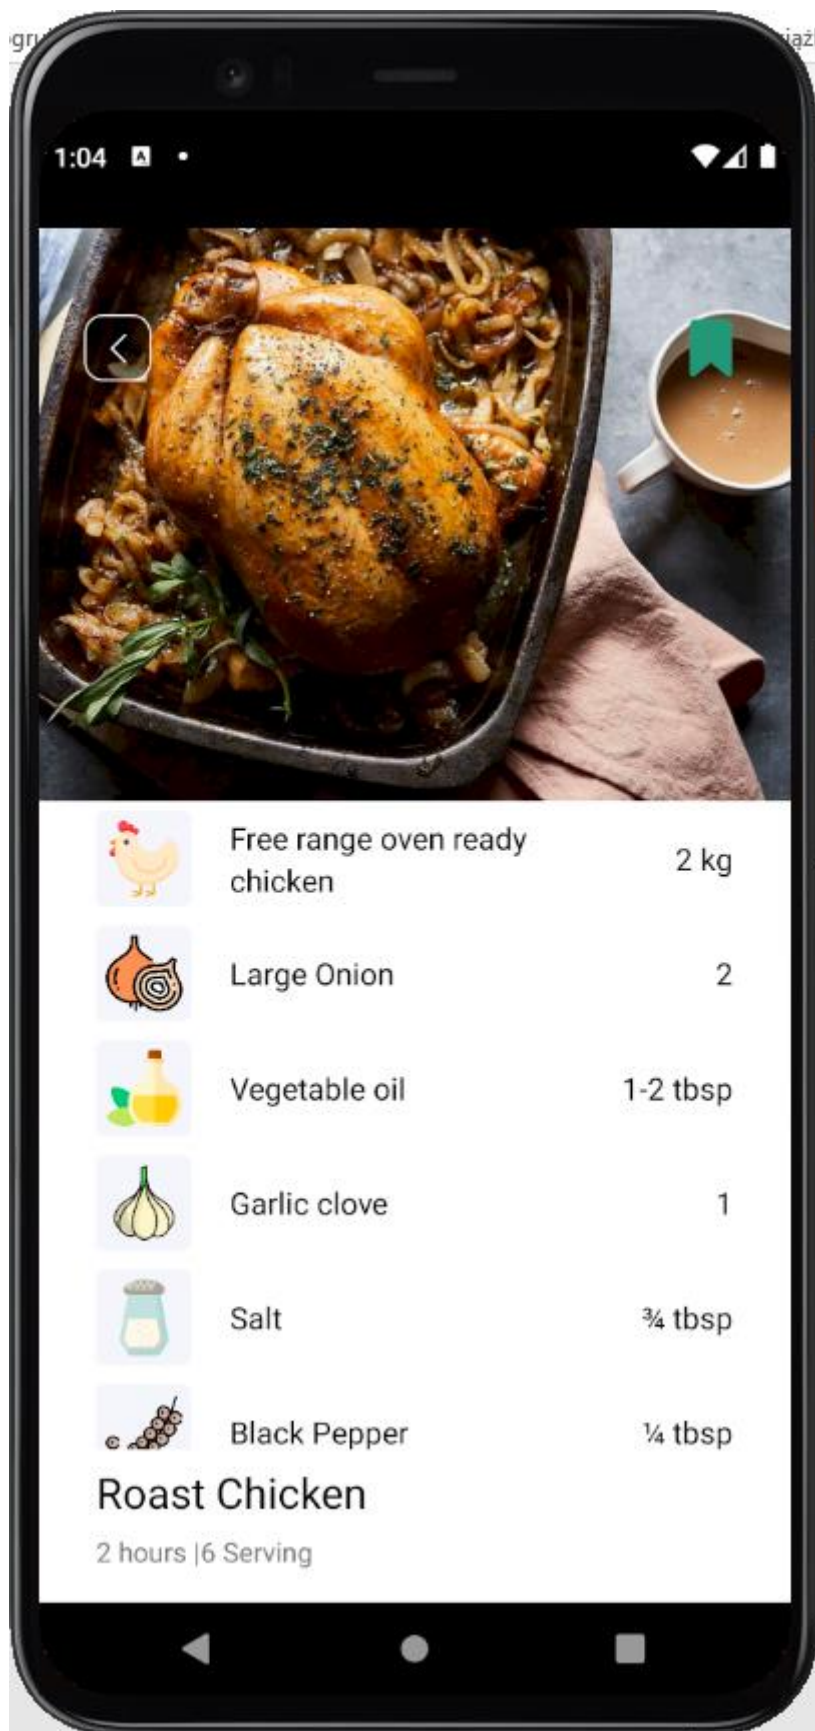 1:04
A
Free range oven ready
chicken
2 kg
Large Onion
2
Vegetable oil
1-2 tbsp
Garlic clove
1
Salt
¾ tbsp
Black Pepper
¼ tbsp
Roast Chicken
2 hours |6 Serving